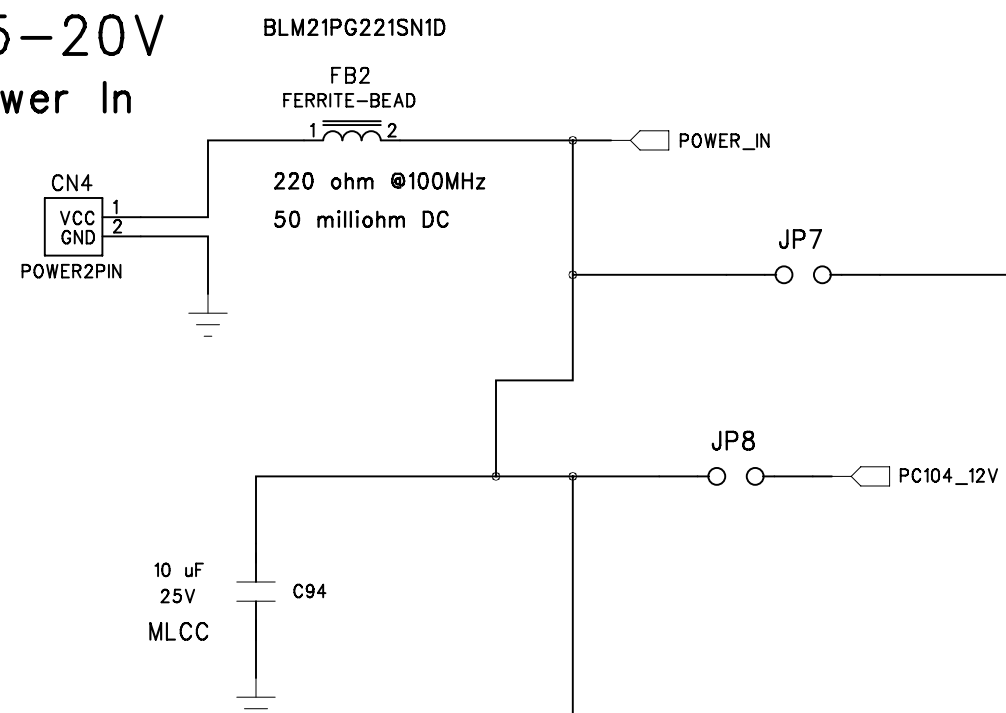 5-20V
BLM21PG221SN1D
wer In
FB2
FERRITE-BEAD
1
2
POWER_IN
220 ohm @100MHz
50 milliohm DC
CN4
VCC
1
GND
2
POWER2PIN
JP7
JP8
PC104_12V
10 uF
25V
C94
MLCC